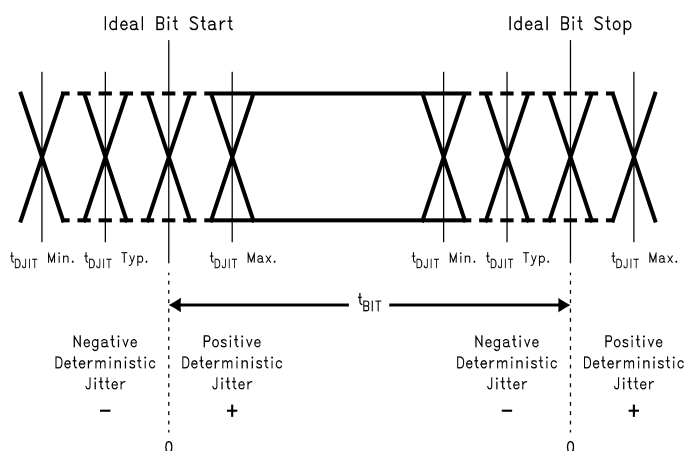 Ideal Bit Start
Ideal Bit Stop
tDJIT Min.
tDJIT Typ.
tDJIT Max.
tDJIT Min.
tDJIT Typ.
tDJIT Max.
tBIT
Negative
Deterministic
Jitter
−
Positive
Deterministic
Jitter
+
Negative
Deterministic
Jitter
−
Positive
Deterministic
Jitter
+
0
0